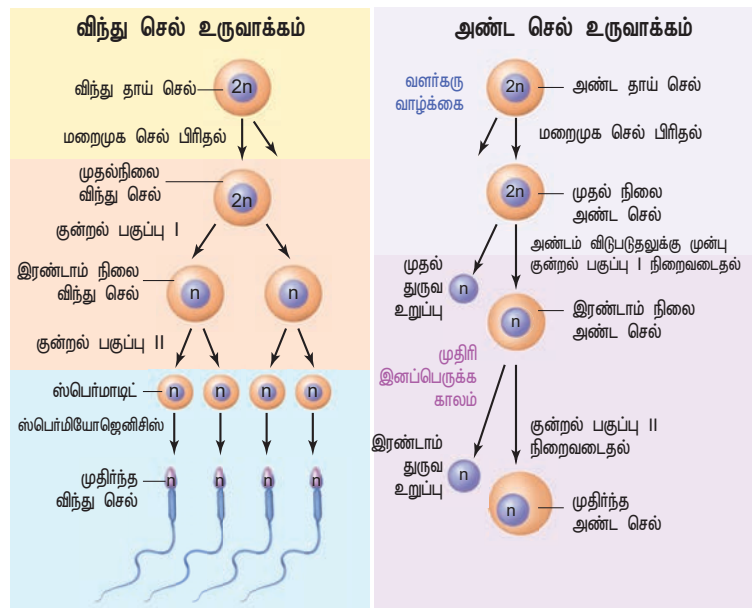 விந்து செல் உருவாக்கம்
விந்து தாய் செல்
2n
மறைமுக செல் பிரிதல்
முதல்நிலை
விந்து செல்
2n
குன்றல் பகுப்பு I
இரண்டாம் நிலை
விந்து செல்
n
n
குன்றல் பகுப்பு II
ஸ்பெர்மாடிட்
n
n
n
n
ஸ்பெர்மியோஜெனிசிஸ்
முதிர்ந்த
விந்து செல்
n
n
n
n
அண்ட செல் உருவாக்கம்
வளர்கரு
வாழ்க்கை
2n
அண்ட தாய் செல்
மறைமுக செல் பிரிதல்
2n
முதல் நிலை
அண்ட செல்
அண்டம் விடுபடுதலுக்கு முன்பு
குன்றல் பகுப்பு I நிறைவடைதல்
முதல்
துருவ
உறுப்பு
n
n
இரண்டாம் நிலை
அண்ட செல்
முதிரி
இனப்பெருக்க
காலம்
குன்றல் பகுப்பு II
நிறைவடைதல்
இரண்டாம்
துருவ
உறுப்பு
n
n
முதிர்ந்த
அண்ட செல்